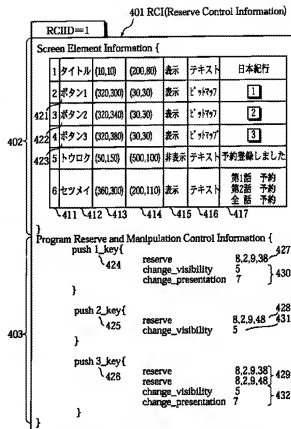 401 RCI(Reserve Control Information)
RCIID=1
Screen Element Information {
1 タイトル (10,10) (200,80) 表示 テキスト 日本紀行
2 ボタン1 (320,300) (30,30) 表示 ビットマップ 1
421
3 ボタン2 (320,340) (30,30) 表示 ビットマップ 2
422
402
4 ボタン3 (320,380) (30,30) 表示 ビットマップ 3
423
5 トウロク (50,150) (500,100) 非表示 テキスト 予約登録しました
6 セツメイ (360,300) (200,110) 表示 テキスト 第1話 予約
第2話 予約
全 話 予約
411 412 413 414 415 416 417
}
Program Reserve and Manipulation Control Information {
push 1_key{
424
reserve 8,2,9,38 427
change_visibility 5
change_presentation 7
430
}
push 2_key{
425
428
reserve 8,2,9,48 431
change_visibility 5
}
403
push 3_key{
426
reserve 8,2,9,38
reserve 8,2,9,48
429
change_visibility 5
change_presentation 7
432
}
}